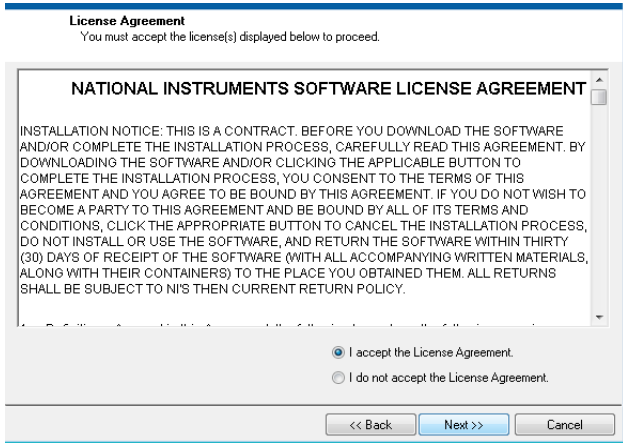 License Agreement
You must accept the license(s) displayed below to proceed.
NATIONAL INSTRUMENTS SOFTWARE LICENSE AGREEMENT
INSTALLATION NOTICE: THIS IS A CONTRACT. BEFORE YOU DOWNLOAD THE SOFTWARE
AND/OR COMPLETE THE INSTALLATION PROCESS, CAREFULLY READ THIS AGREEMENT. BY
DOWNLOADING THE SOFTWARE AND/OR CLICKING THE APPLICABLE BUTTON TO
COMPLETE THE INSTALLATION PROCESS, YOU CONSENT TO THE TERMS OF THIS
AGREEMENT AND YOU AGREE TO BE BOUND BY THIS AGREEMENT. IF YOU DO NOT WISH TO
BECOME A PARTY TO THIS AGREEMENT AND BE BOUND BY ALL OF ITS TERMS AND
CONDITIONS, CLICK THE APPROPRIATE BUTTON TO CANCEL THE INSTALLATION PROCESS,
DO NOT INSTALL OR USE THE SOFTWARE, AND RETURN THE SOFTWARE WITHIN THIRTY
(30) DAYS OF RECEIPT OF THE SOFTWARE (WITH ALL ACCOMPANYING WRITTEN MATERIALS,
ALONG WITH THEIR CONTAINERS) TO THE PLACE YOU OBTAINED THEM. ALL RETURNS
SHALL BE SUBJECT TO NI'S THEN CURRENT RETURN POLICY.
I accept the License Agreement.
I do not accept the License Agreement.
<< Back Next >> Cancel